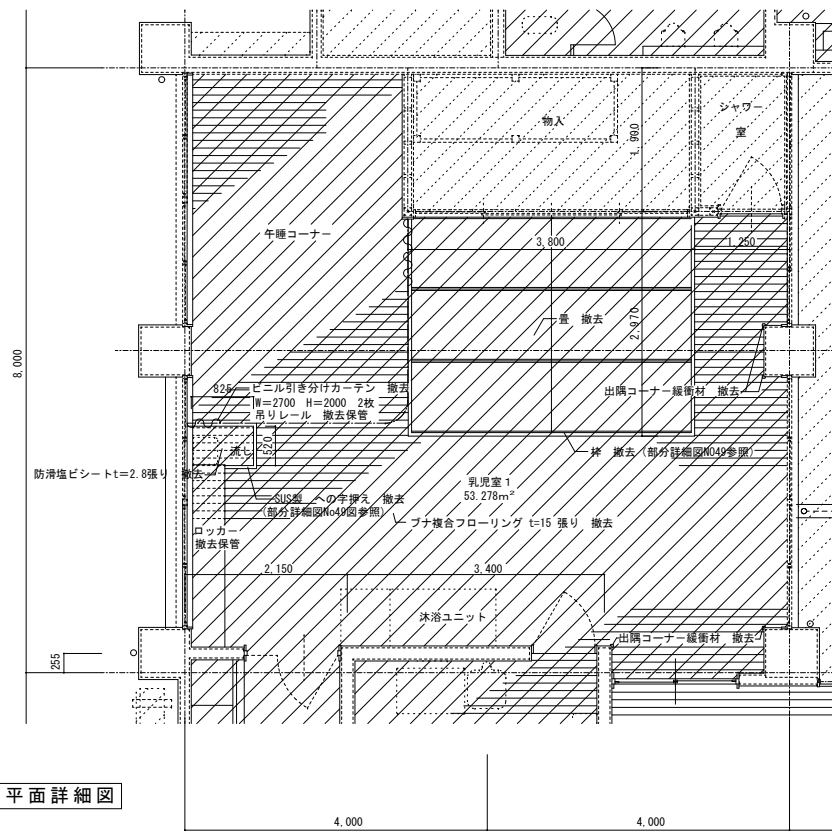 物入
シャワー
室
1,900
午睡コーナー
3,800
1,250
畳 撤去
2,970
8,000
825
ビニル引き分けカーテン 撤去
W=2700 H=2000 2枚
吊りレール 撤去保管
出隅コーナー緩衝材 撤去
流し
520
防滑塩ビシートt=2.8張り 撤去
枠 撤去(部分詳細図NO49参照)
乳児室1
53.278m²
SUS製 への字押え 撤去
(部分詳細図No49図参照)
ブナ複合フローリング t=15 張り 撤去
ロッカー
撤去保管
2,150
3,400
沐浴ユニット
出隅コーナー緩衝材 撤去
255
平面詳細図
4,000
4,000